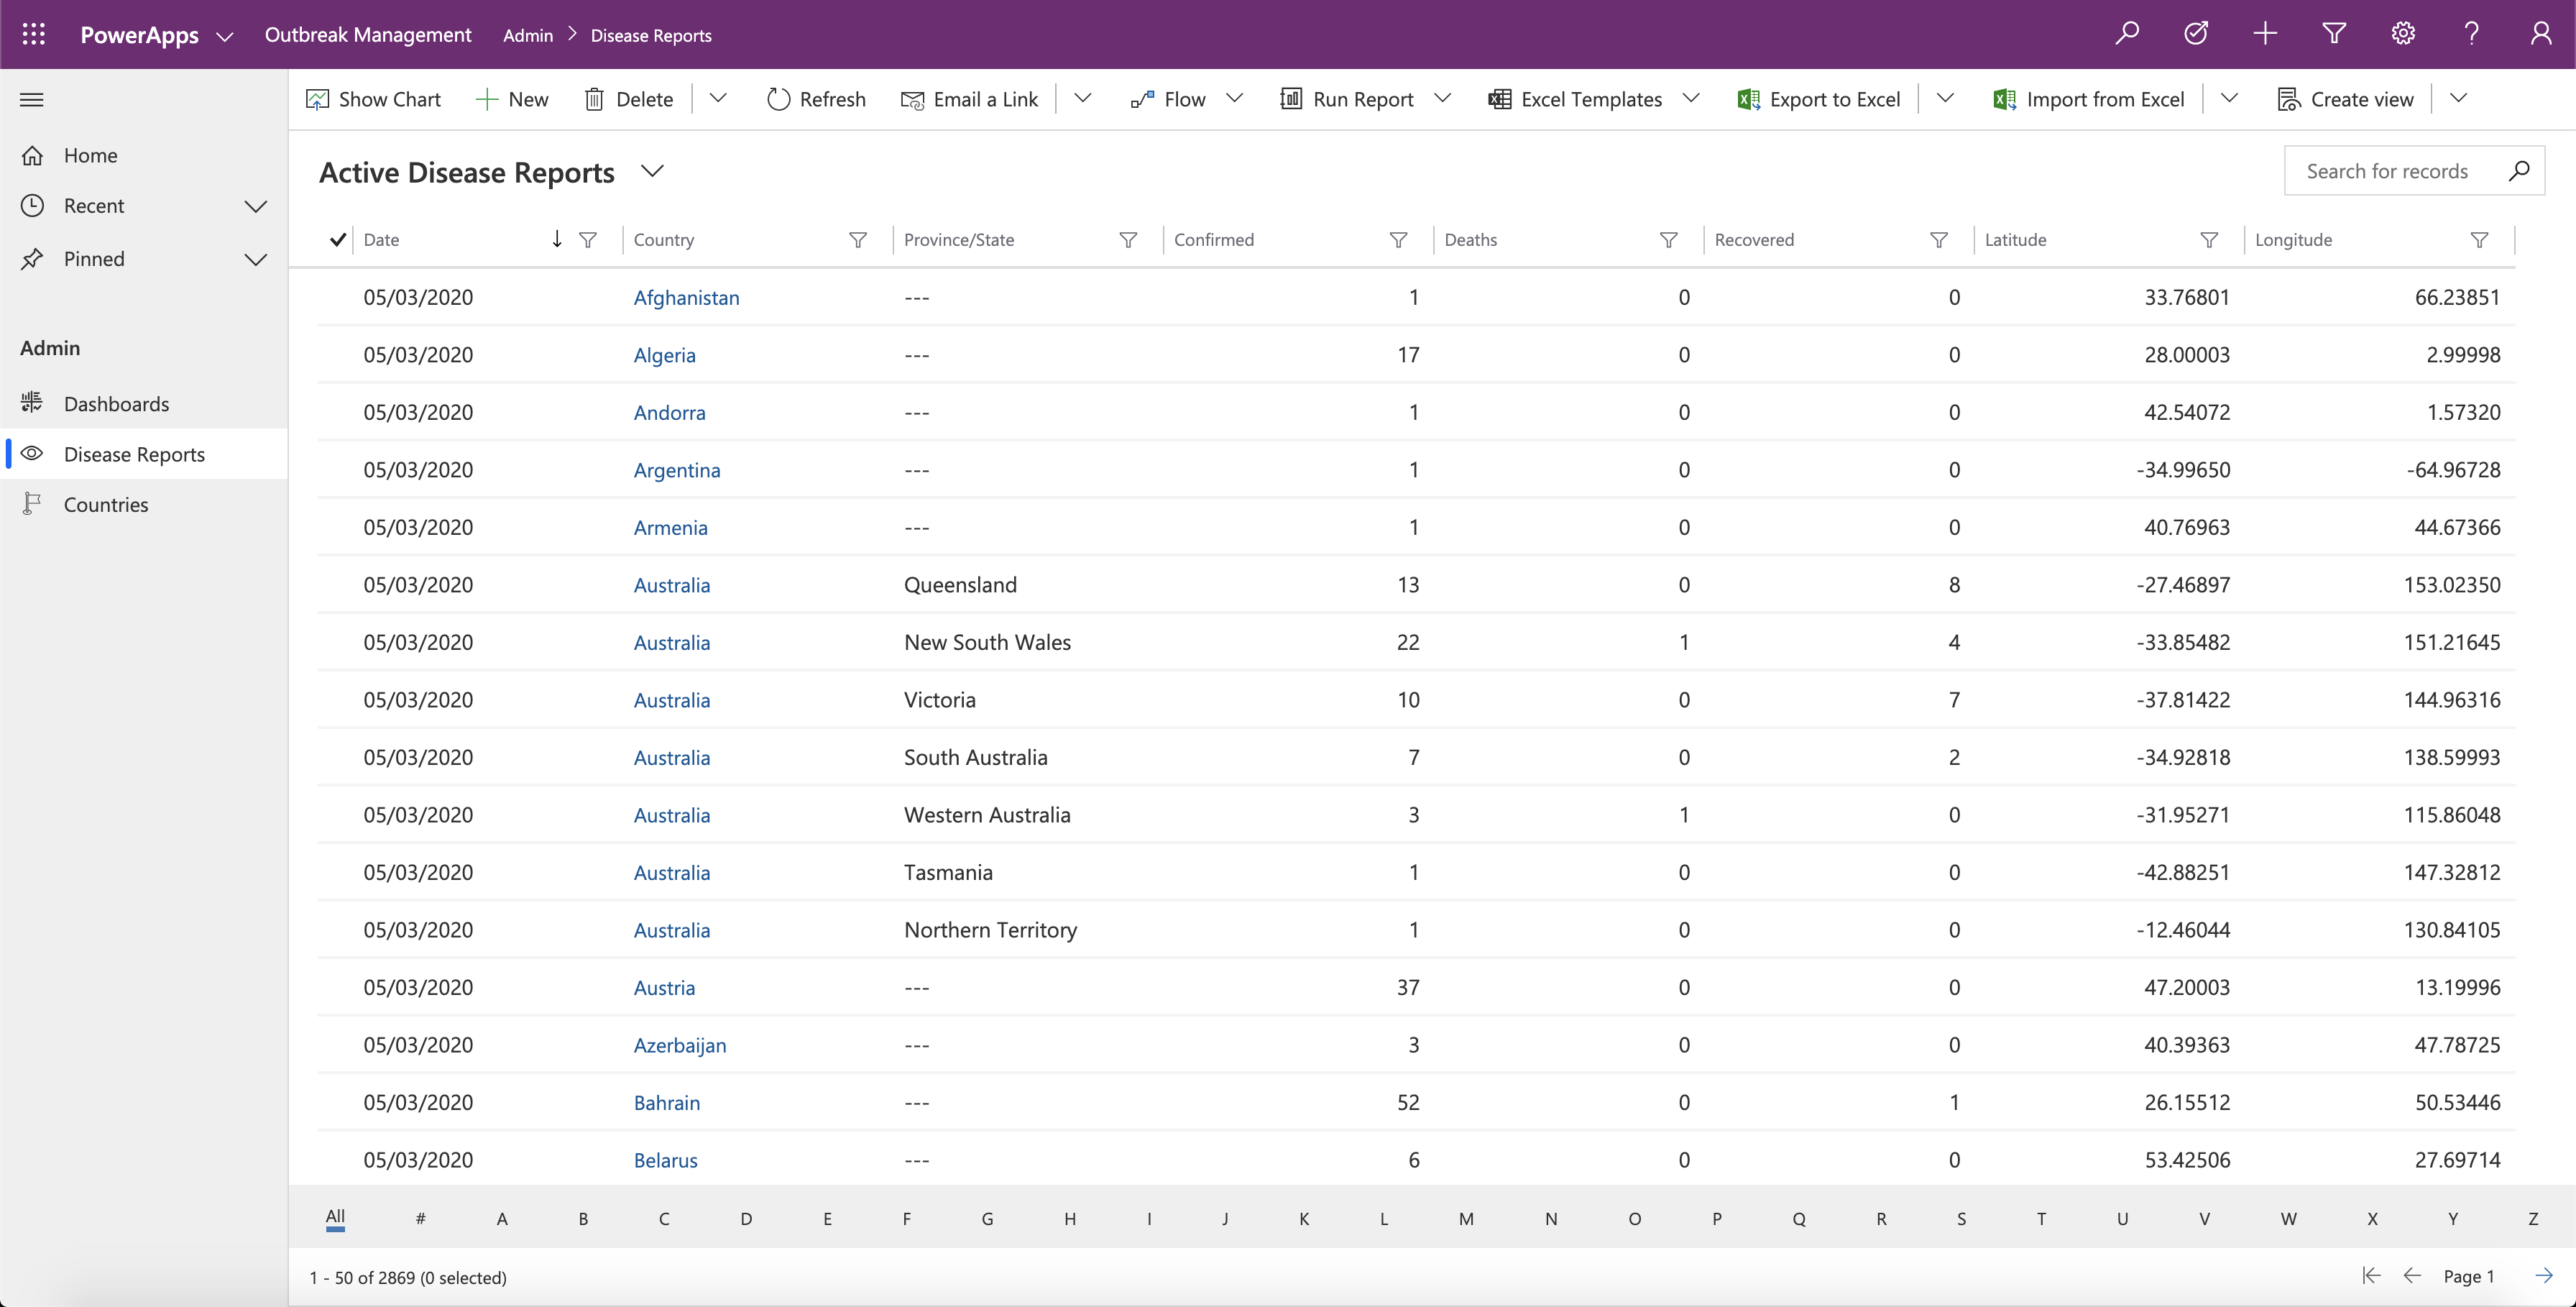 PowerApps Outbreak Management Admin > Disease Reports ?
Show Chart New Delete Refresh Email a Link Flow Run Report Excel Templates Export to Excel Import from Excel Create view
Home
Recent
Pinned
Admin
Dashboards
Disease Reports
Countries
Active Disease Reports
Search for records
Date Country Province/State Confirmed Deaths Recovered Latitude Longitude
05/03/2020 Afghanistan --- 1 0 0 33.76801 66.23851
05/03/2020 Algeria --- 17 0 0 28.00003 2.99998
05/03/2020 Andorra --- 1 0 0 42.54072 1.57320
05/03/2020 Argentina --- 1 0 0 -34.99650 -64.96728
05/03/2020 Armenia --- 1 0 0 40.76963 44.67366
05/03/2020 Australia Queensland 13 0 8 -27.46897 153.02350
05/03/2020 Australia New South Wales 22 1 4 -33.85482 151.21645
05/03/2020 Australia Victoria 10 0 7 -37.81422 144.96316
05/03/2020 Australia South Australia 7 0 2 -34.92818 138.59993
05/03/2020 Australia Western Australia 3 1 0 -31.95271 115.86048
05/03/2020 Australia Tasmania 1 0 0 -42.88251 147.32812
05/03/2020 Australia Northern Territory 1 0 0 -12.46044 130.84105
05/03/2020 Austria --- 37 0 0 47.20003 13.19996
05/03/2020 Azerbaijan --- 3 0 0 40.39363 47.78725
05/03/2020 Bahrain --- 52 0 1 26.15512 50.53446
05/03/2020 Belarus --- 6 0 0 53.42506 27.69714
All # A B C D E F G H I J K L M N O P Q R S T U V W X Y Z
1 - 50 of 2869 (0 selected)
Page 1